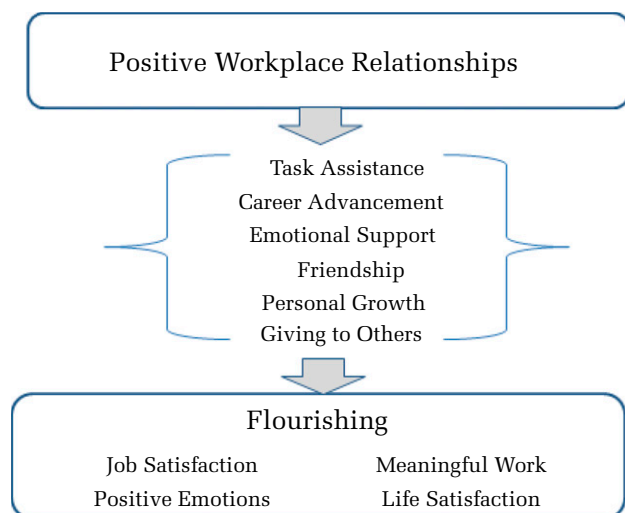 Positive Workplace Relationships
Task Assistance
Career Advancement
Emotional Support
Friendship
Personal Growth
Giving to Others
Flourishing
Job Satisfaction Meaningful Work
Positive Emotions Life Satisfaction